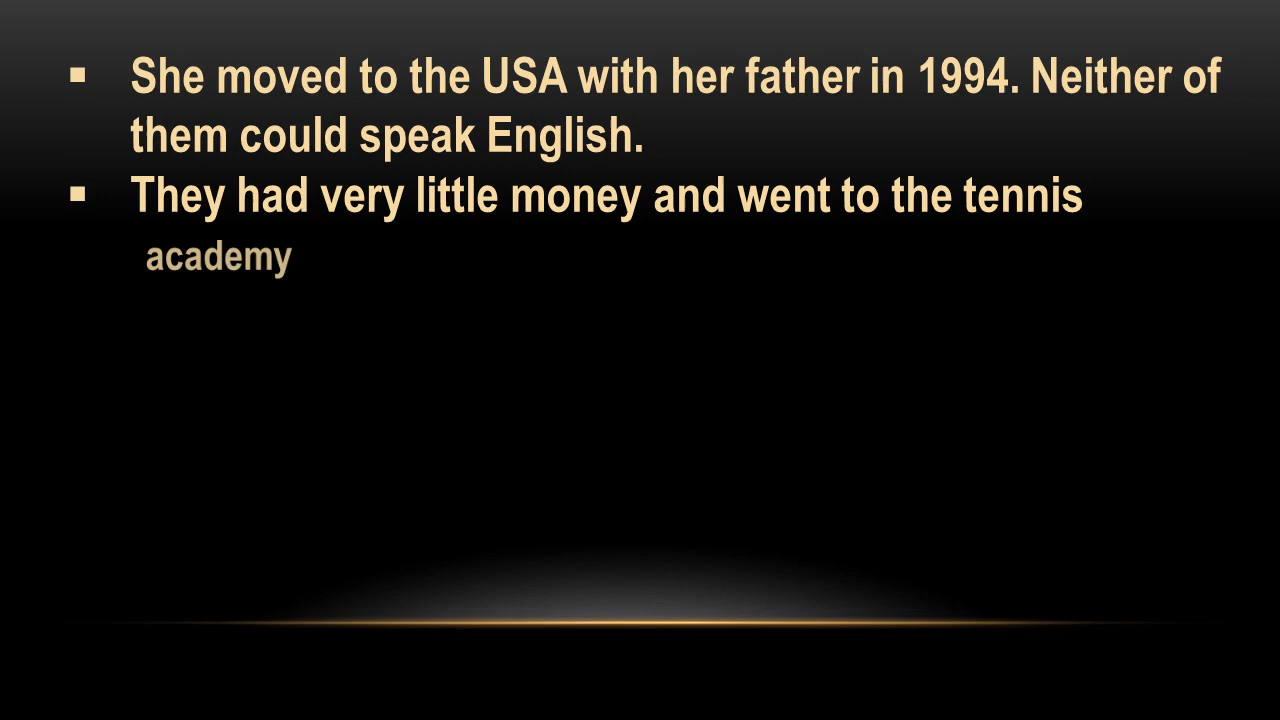 ▪ She moved to the USA with her father in 1994. Neither of
them could speak English.
▪ They had very little money and went to the tennis
academy